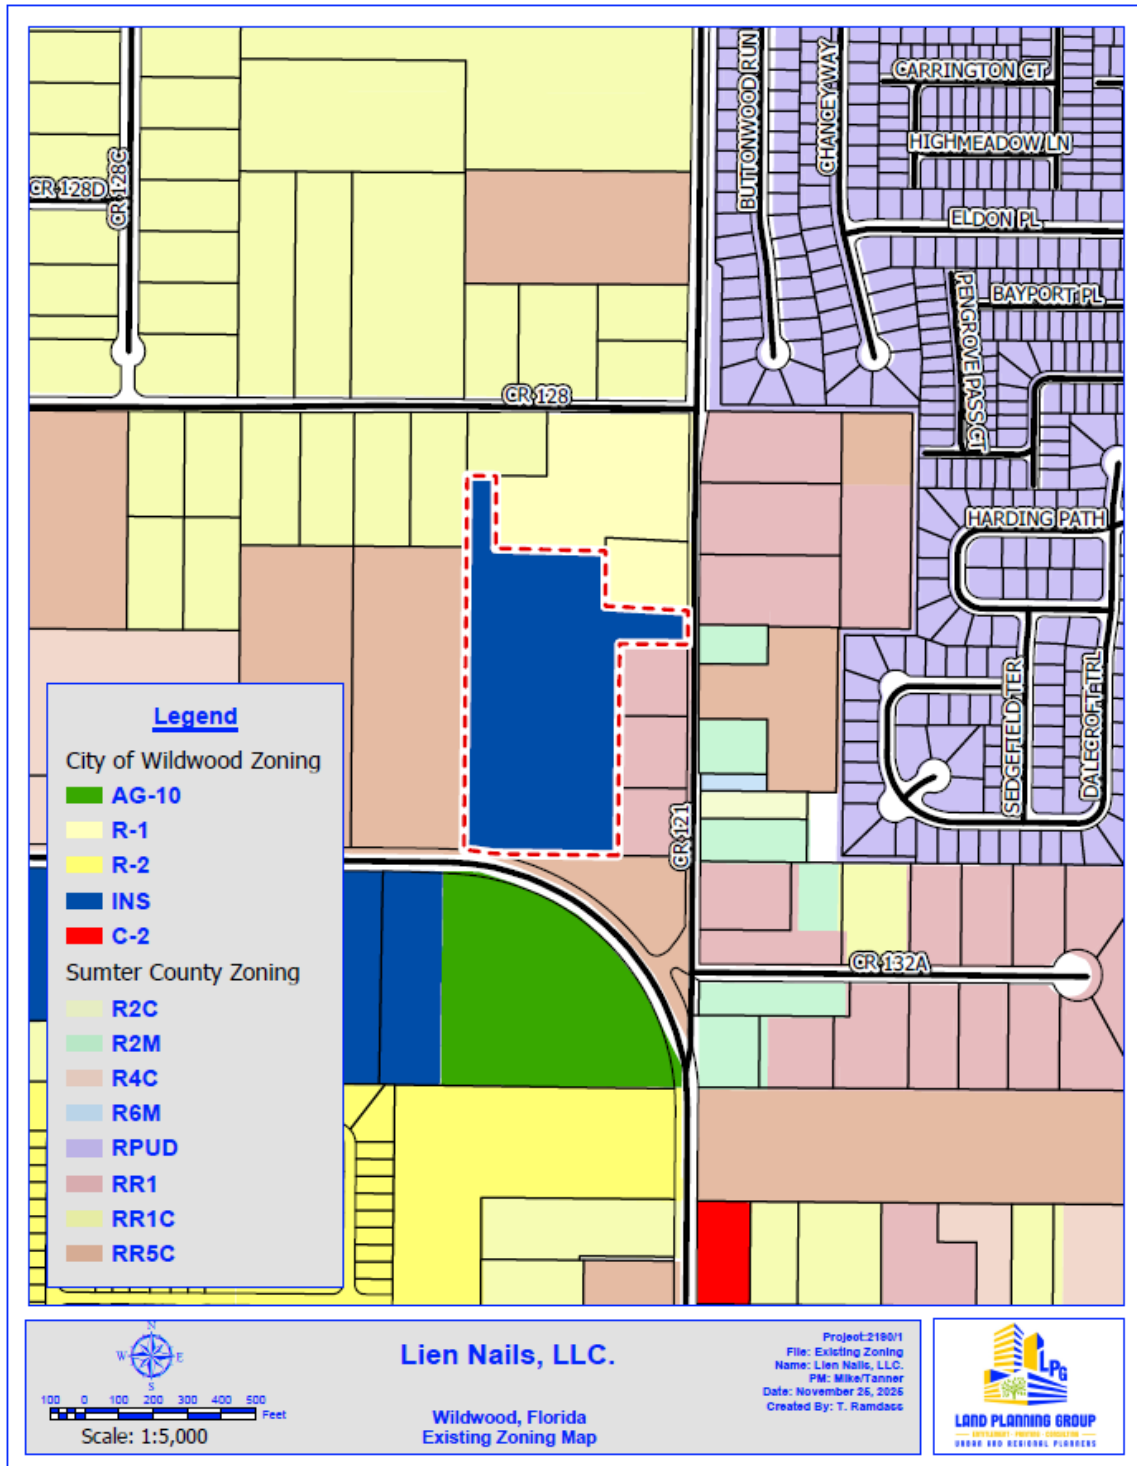 BUTTONWOOD RUN
CHANCEY WAY
CARRINGTON CT
HIGHMEADOW LN
ELDON PL
PENGROVE PASS CT
BAYPORT PL
CR 128D
CR 128C
CR 128
HARDING PATH
SEDGEFIELD TER
DALECROFT TRL
CR 121
CR 132A
Legend
City of Wildwood Zoning
AG-10
R-1
R-2
INS
C-2
Sumter County Zoning
R2C
R2M
R4C
R6M
RPUD
RR1
RR1C
RR5C
N
W E
S
100 0 100 200 300 400 500
Feet
Scale: 1:5,000
Lien Nails, LLC.
Wildwood, Florida
Existing Zoning Map
Project:2190/1
File: Existing Zoning
Name: Lien Nails, LLC.
PM: Mike/Tanner
Date: November 25, 2025
Created By: T. Ramdass
LPG
LAND PLANNING GROUP
URBAN AND REGIONAL PLANNERS